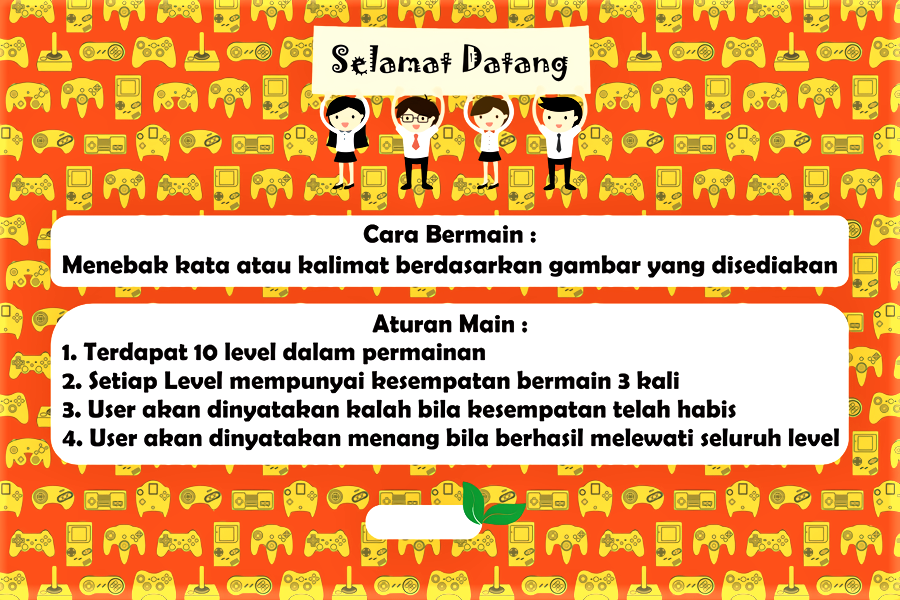 Selamat Datang
Cara Bermain :
Menebak kata atau kalimat berdasarkan gambar yang disediakan
Aturan Main :
1. Terdapat 10 level dalam permainan
2. Setiap Level mempunyai kesempatan bermain 3 kali
3. User akan dinyatakan kalah bila kesempatan telah habis
4. User akan dinyatakan menang bila berhasil melewati seluruh level